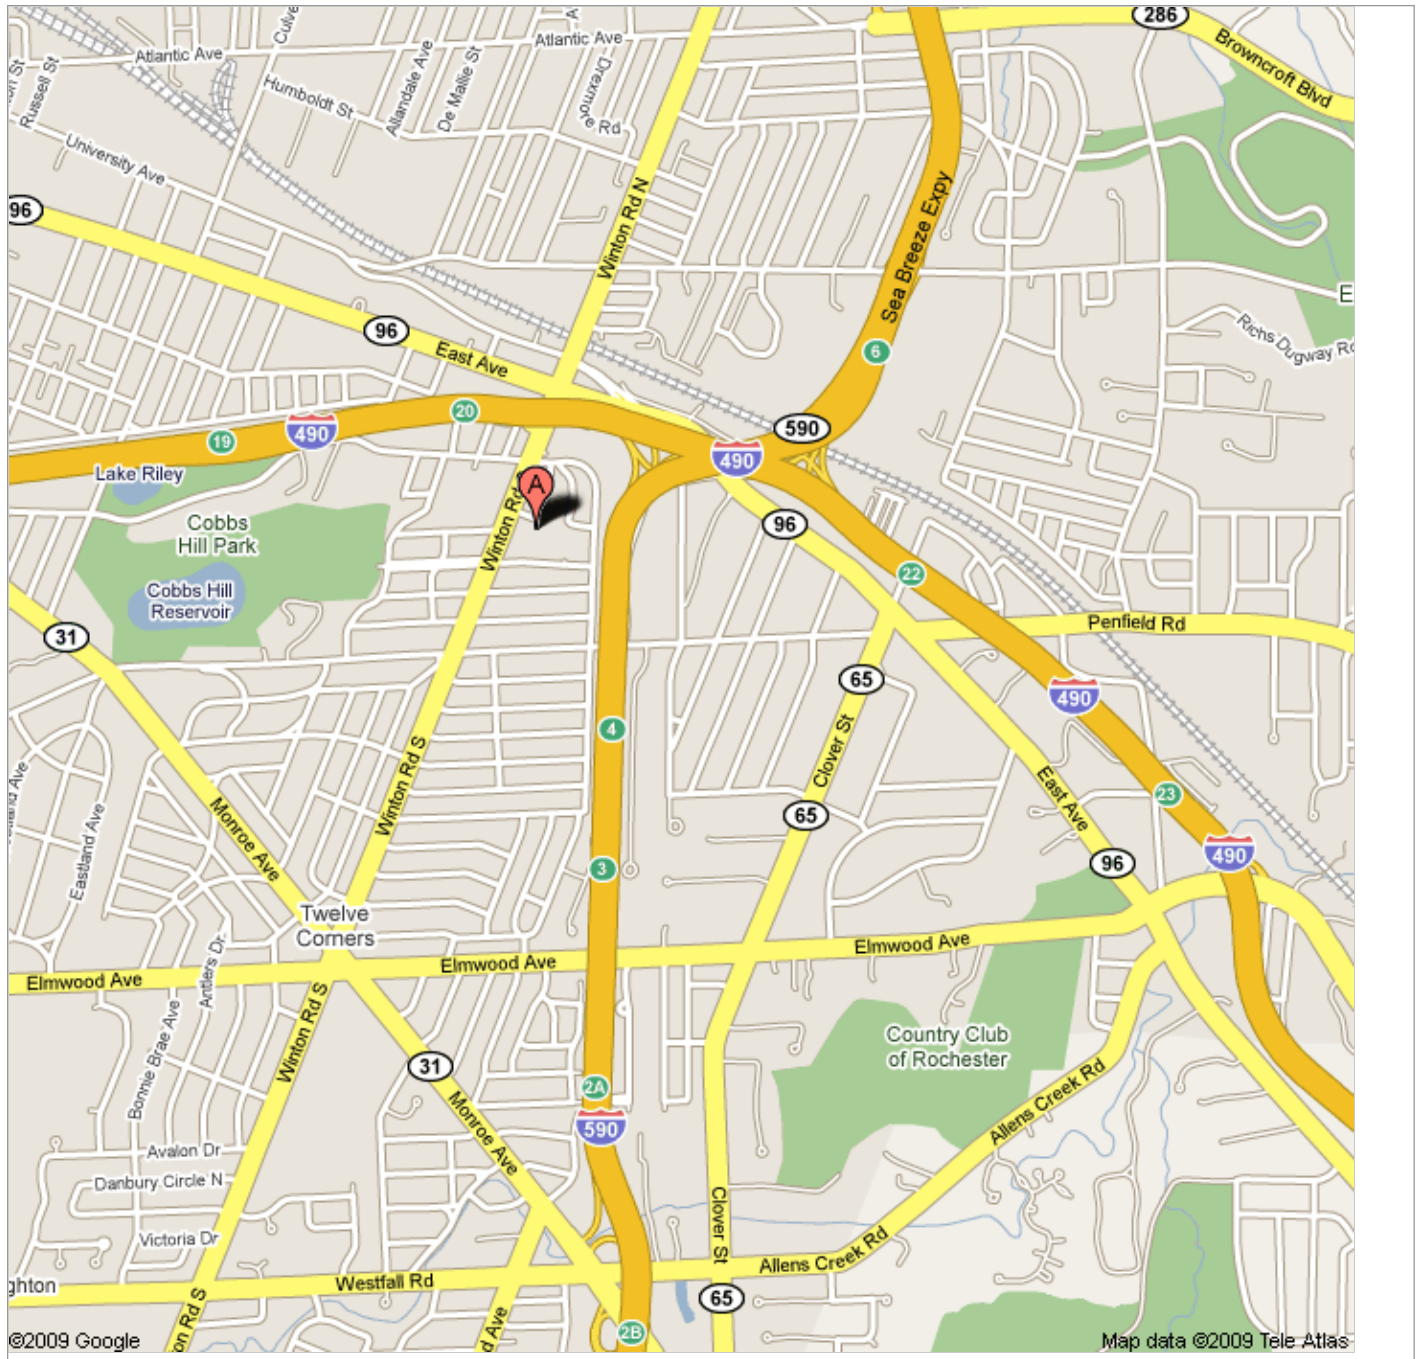 286
Browncroft Blvd
Atlantic Ave
Atlantic Ave
Russell St
Humboldt St
Allandale Ave
De Mallie St
Rd
University Ave
96
Winton Rd N
Sea Breeze Expy
E
Richs Dugway Rd
96
East Ave
6
20
19
490
590
490
Lake Riley
A
Winton Rd
Cobbs
Hill Park
96
22
Cobbs Hill
Reservoir
31
Penfield Rd
65
490
4
Winton Rd S
Clover St
East Ave
23
65
Monroe Ave
Eastland Ave
490
96
3
Twelve
Corners
Elmwood Ave
Elmwood Ave
Elmwood Ave
Antlers Dr
Winton Rd S
Bonnie Brae Ave
Country Club
of Rochester
31
2A
590
Monroe Ave
Allens Creek Rd
Avalon Dr
Danbury Circle N
Victoria Dr
Clover St
Allens Creek Rd
ghton
Westfall Rd
65
on Rd S
d Ave
2B
©2009 Google
Map data ©2009 Tele Atlas